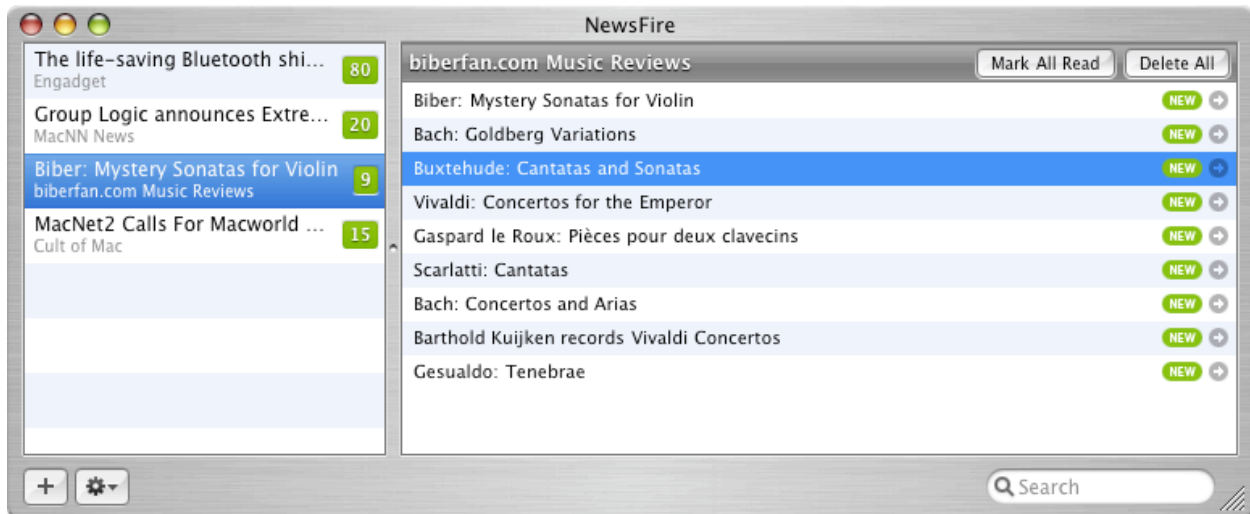 NewsFire
The life-saving Bluetooth shi...
Engadget
80
Group Logic announces Extre...
MacNN News
20
Biber: Mystery Sonatas for Violin
biberfan.com Music Reviews
9
MacNet2 Calls For Macworld ...
Cult of Mac
15
biberfan.com Music Reviews
Mark All Read
Delete All
Biber: Mystery Sonatas for Violin NEW
Bach: Goldberg Variations NEW
Buxtehude: Cantatas and Sonatas NEW
Vivaldi: Concertos for the Emperor NEW
Gaspard le Roux: Pièces pour deux clavecins NEW
Scarlatti: Cantatas NEW
Bach: Concertos and Arias NEW
Barthold Kuijken records Vivaldi Concertos NEW
Gesualdo: Tenebrae NEW
Search